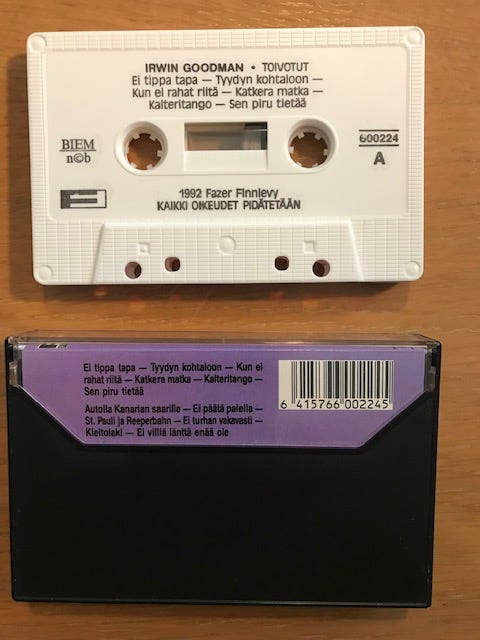 IRWIN GOODMAN • TOIVOTUT
Ei tippa tapa — Tyydyn kohtaloon —
Kun ei rahat riitä — Katkera matka —
Kalteritango — Sen piru tietää
BIEM
n©b
600224
A
1992 Fazer Finnlevy
KAIKKI OIKEUDET PIDÄTETÄÄN
Ei tippa tapa — Tyydyn kohtaloon — Kun ei
rahat riitä — Katkera matka — Kalteritango —
Sen piru tietää
Autolla Kanarian saarille — Ei päätä palella —
St. Pauli ja Reeperbahn — Ei turhan vakavasti —
Kieltolaki — Ei villiä länttä enää ole
6 415766 002245